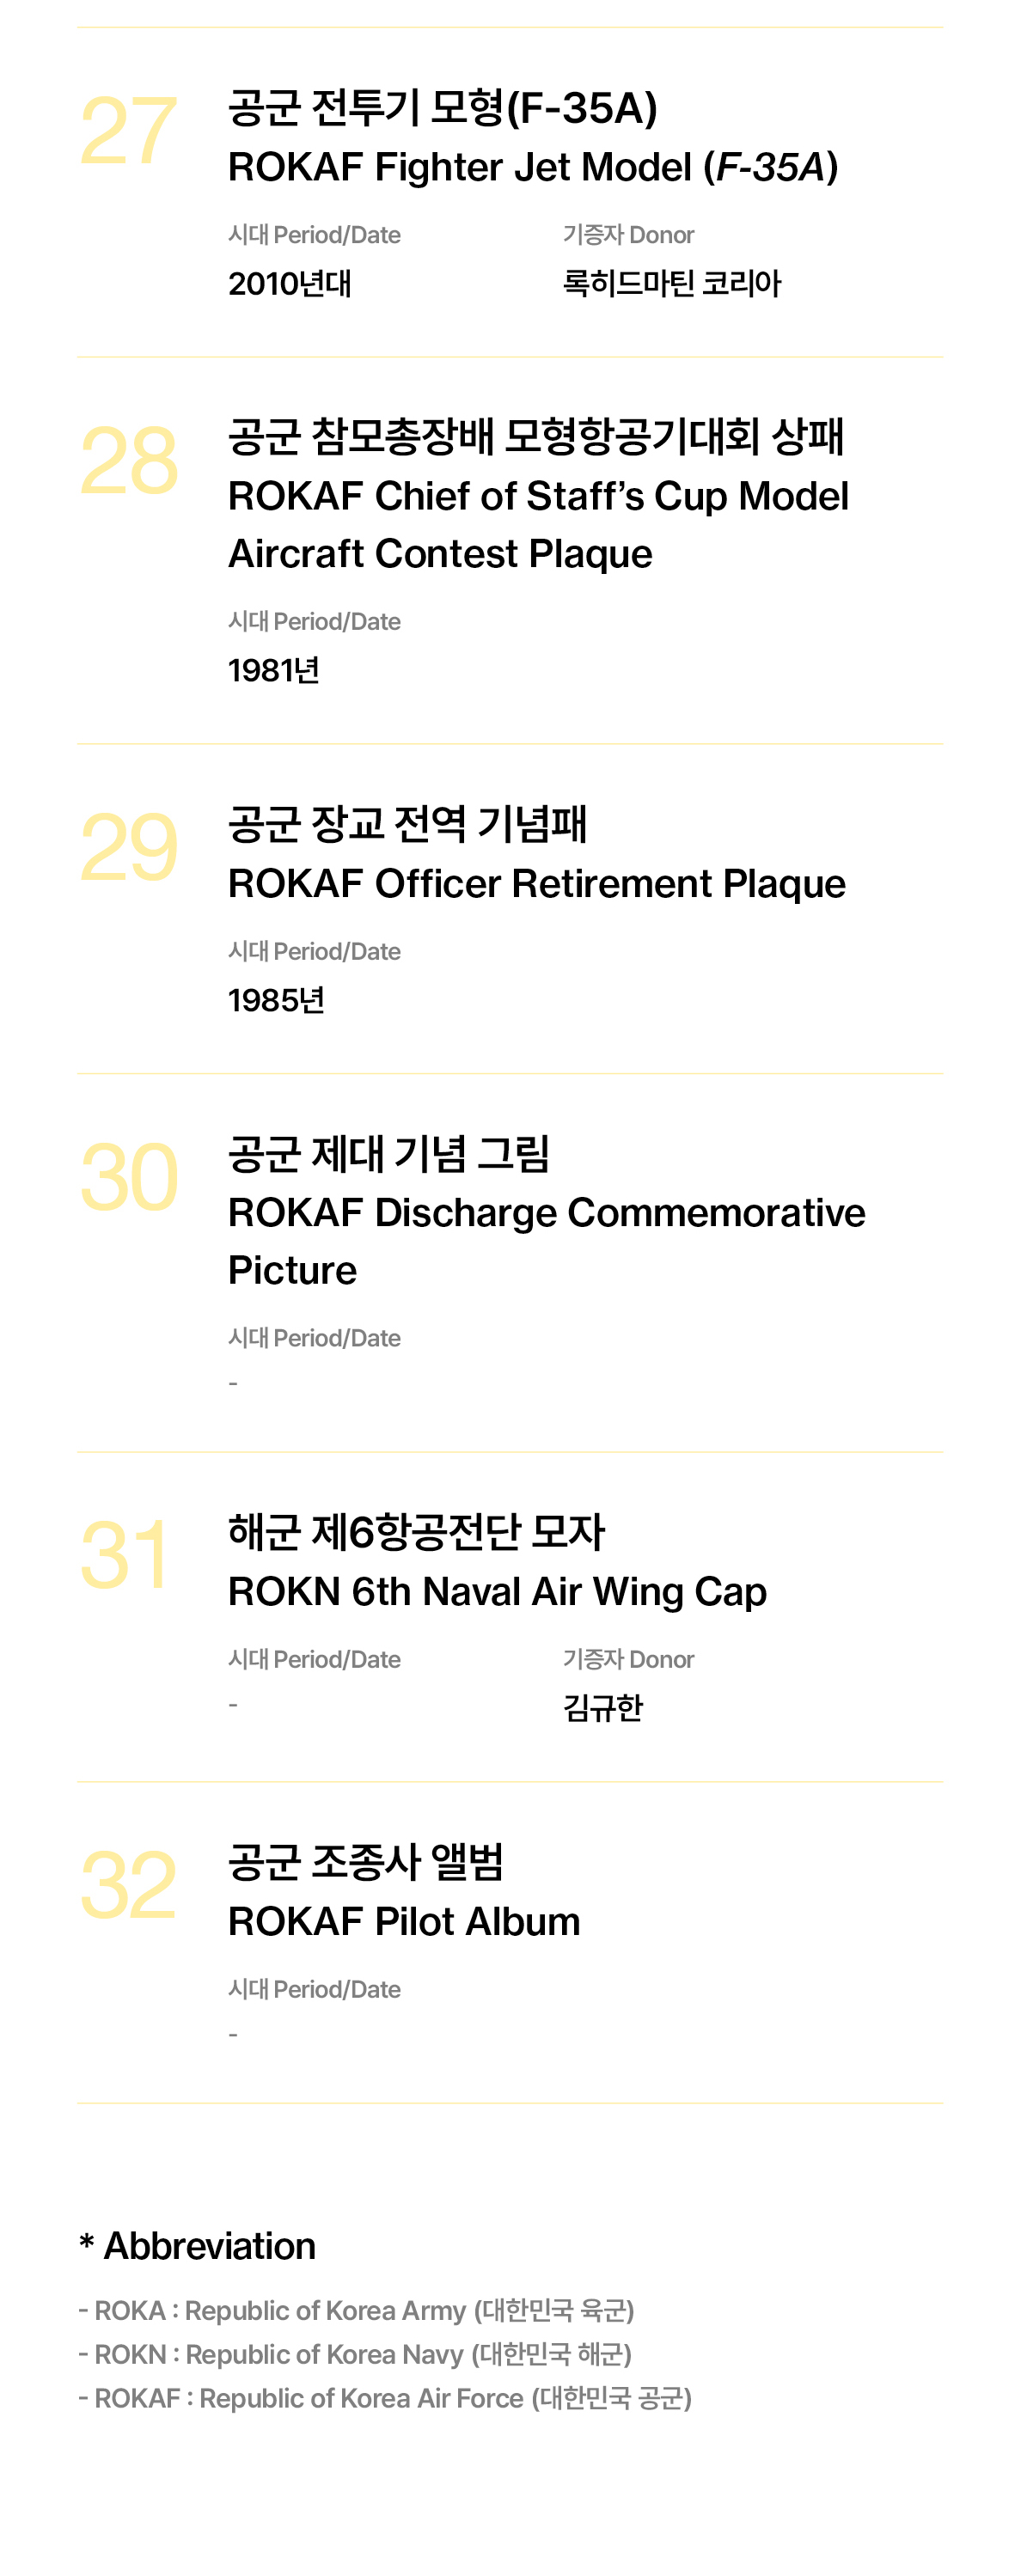 27
공군 전투기 모형(F-35A)
ROKAF Fighter Jet Model (F-35A)
시대 Period/Date
기증자 Donor
2010년대
록히드마틴 코리아
28
공군 참모총장배 모형항공기대회 상패
ROKAF Chief of Staff’s Cup Model
Aircraft Contest Plaque
시대 Period/Date
1981년
29
공군 장교 전역 기념패
ROKAF Officer Retirement Plaque
시대 Period/Date
1985년
30
공군 제대 기념 그림
ROKAF Discharge Commemorative
Picture
시대 Period/Date
-
31
해군 제6항공전단 모자
ROKN 6th Naval Air Wing Cap
시대 Period/Date
기증자 Donor
-
김규한
32
공군 조종사 앨범
ROKAF Pilot Album
시대 Period/Date
-
* Abbreviation
- ROKA : Republic of Korea Army (대한민국 육군)
- ROKN : Republic of Korea Navy (대한민국 해군)
- ROKAF : Republic of Korea Air Force (대한민국 공군)